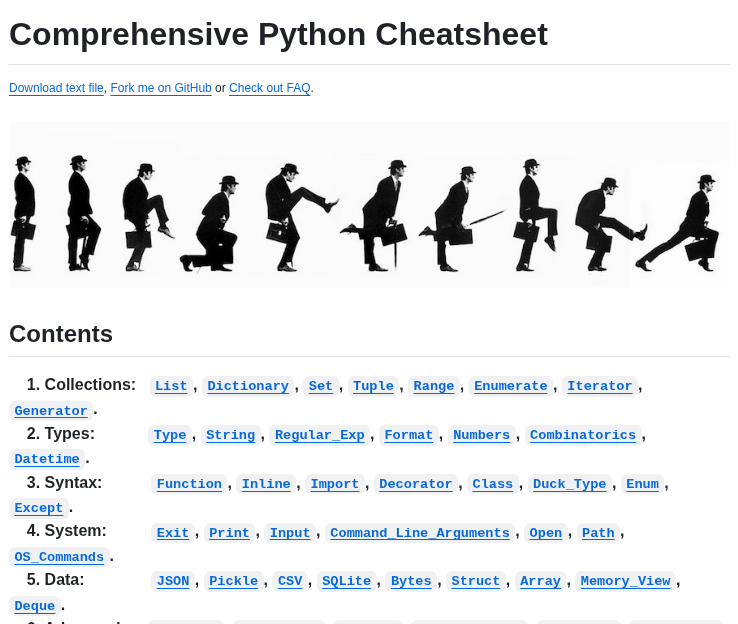 Comprehensive Python Cheatsheet
Download text file, Fork me on GitHub or Check out FAQ.
Contents
1. Collections: List, Dictionary, Set, Tuple, Range, Enumerate, Iterator,
Generator.
2. Types: Type, String, Regular_Exp, Format, Numbers, Combinatorics,
Datetime.
3. Syntax: Function, Inline, Import, Decorator, Class, Duck_Type, Enum,
Except.
4. System: Exit, Print, Input, Command_Line_Arguments, Open, Path,
OS_Commands.
5. Data: JSON, Pickle, CSV, SQLite, Bytes, Struct, Array, Memory_View,
Deque.